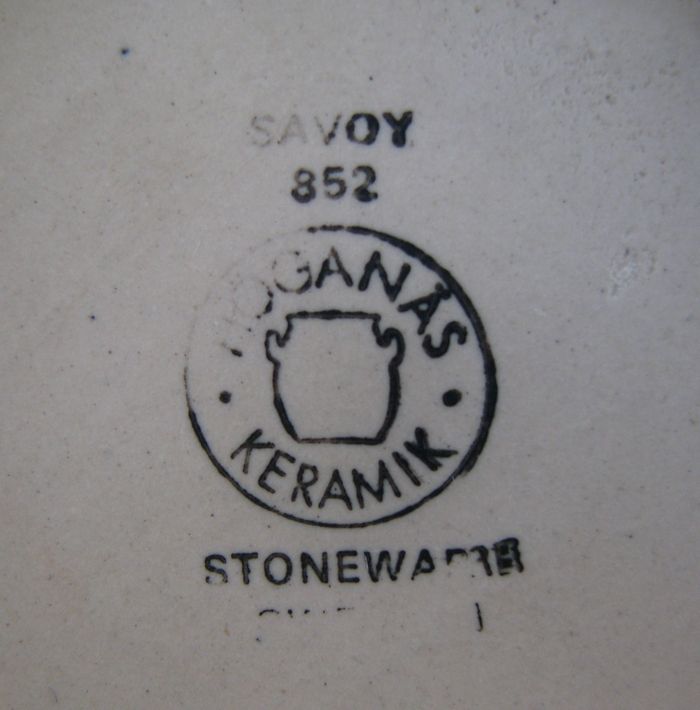 SAVOY
852
HÖGANÄS
KERAMIK
STONEWARE